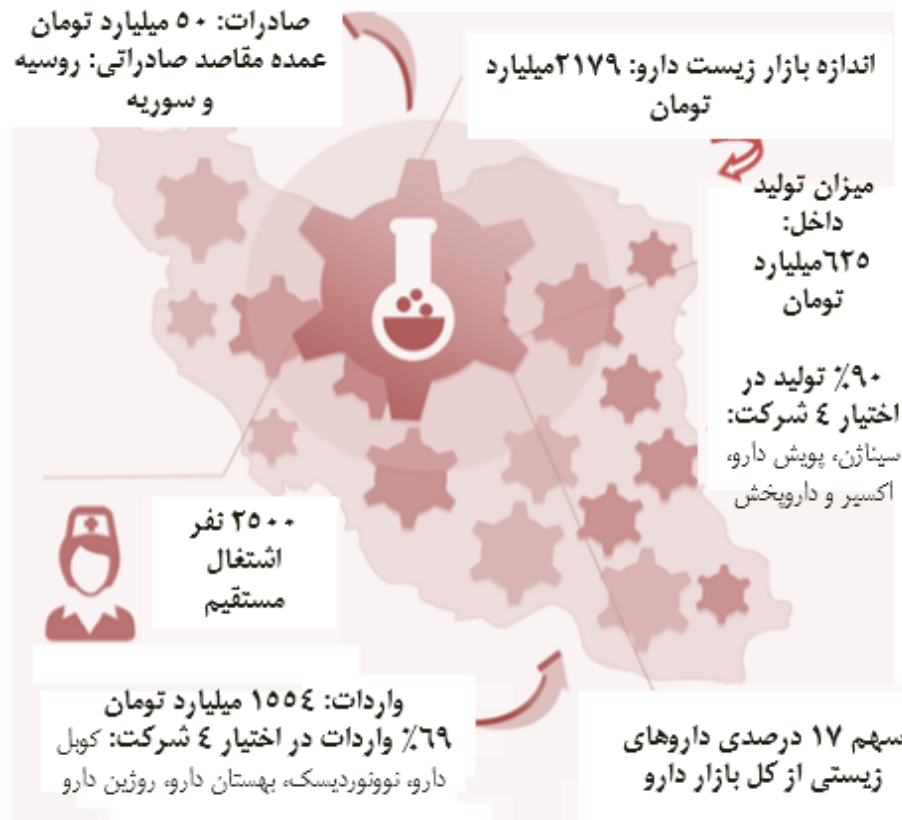 صادرات: ۵۰ میلیارد تومان
عمده مقاصد صادراتی: روسیه
و سوریه
اندازه بازار زیست دارو: ۲۱۷۹میلیارد
تومان
میزان تولید
داخل:
۶۲۵میلیارد
تومان
۹۰٪ تولید در
اختیار ۴ شرکت:
سیناژن، پویش دارو،
اکسیر و داروپخش
۲۵۰۰ نفر
اشتغال
مستقیم
واردات: ۱۵۵۴ میلیارد تومان
۶۹٪ واردات در اختیار ۴ شرکت: کوبل
دارو، نوونوردیسک، بهستان دارو، روژین دارو
سهم ۱۷ درصدی داروهای
زیستی از کل بازار دارو